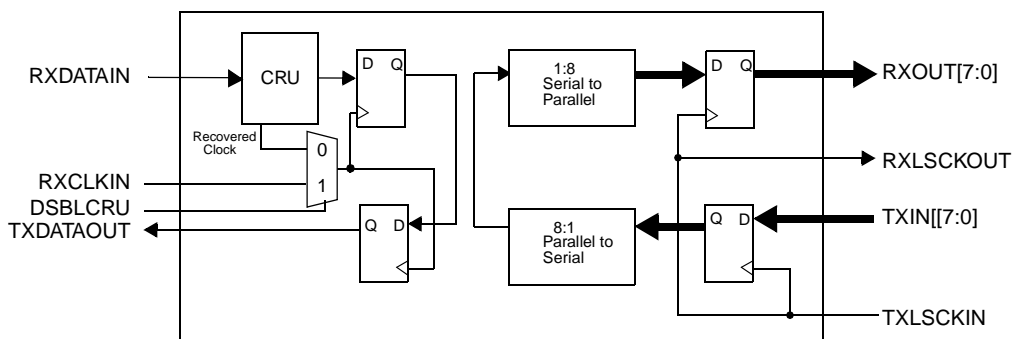 RXDATAIN
CRU
D Q
1:8
Serial to
Parallel
D Q
RXOUT[7:0]
Recovered
Clock
0
1
RXCLKIN
DSBLCRU
TXDATAOUT
RXLSCKOUT
Q D
8:1
Parallel to
Serial
Q D
TXIN[[7:0]
TXLSCKIN